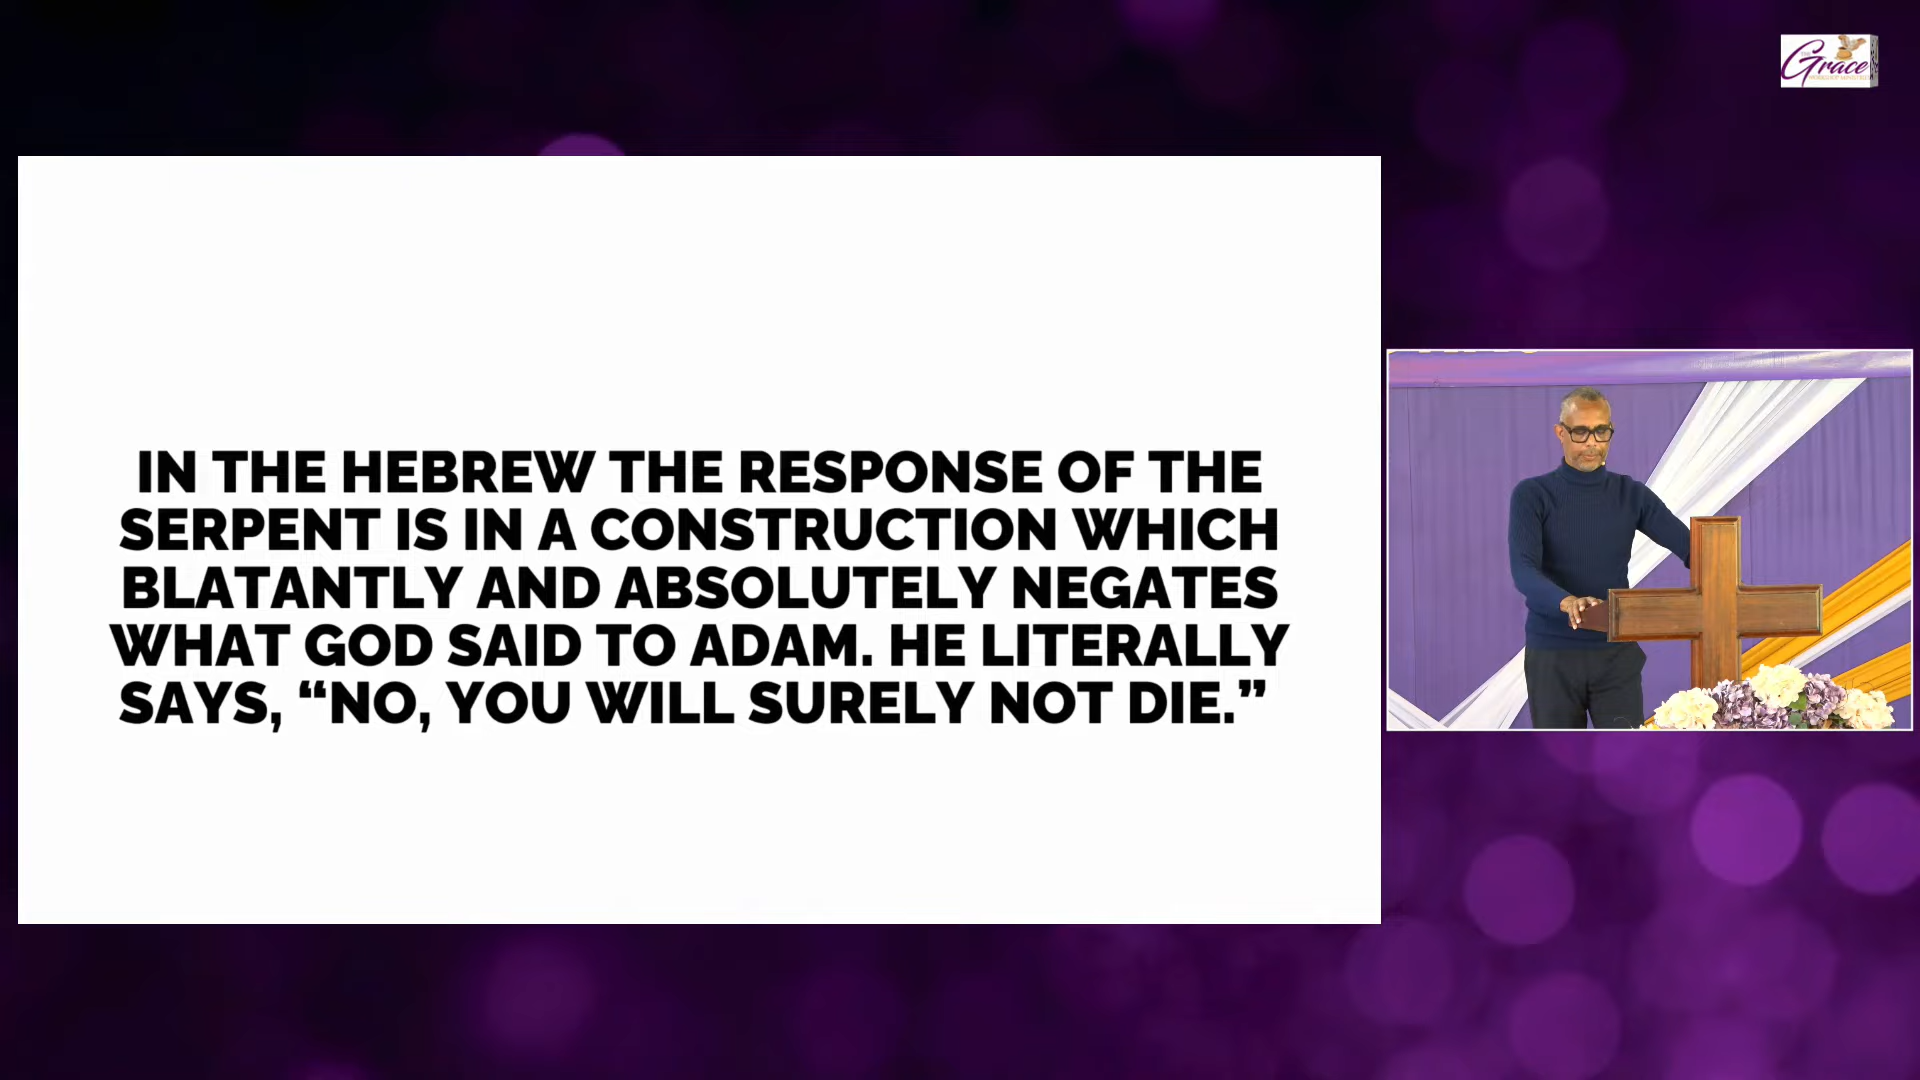 Grace
IN THE HEBREW THE RESPONSE OF THE
SERPENT IS IN A CONSTRUCTION WHICH
BLATANTLY AND ABSOLUTELY NEGATES
WHAT GOD SAID TO ADAM. HE LITERALLY
SAYS, “NO, YOU WILL SURELY NOT DIE.”